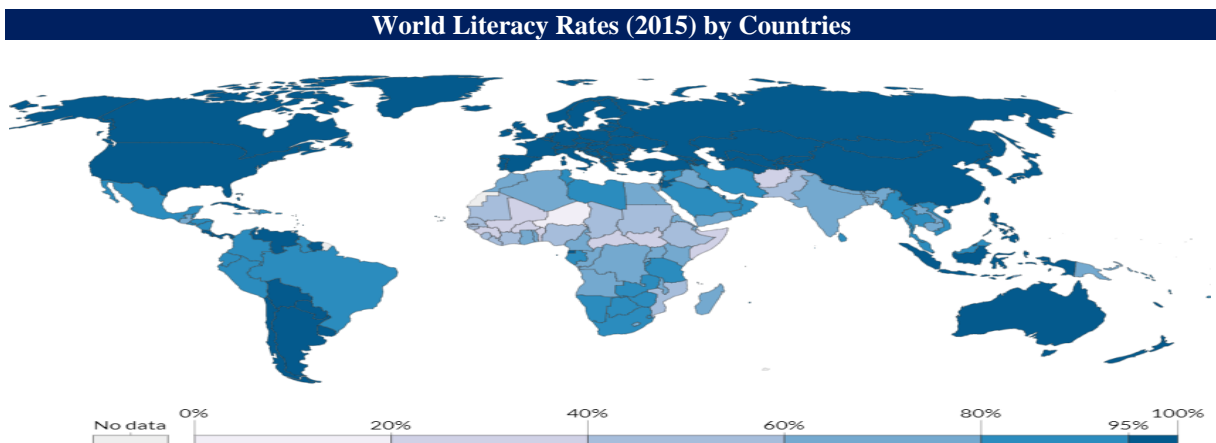 World Literacy Rates (2015) by Countries
No data 0% 20% 40% 60% 80% 95% 100%